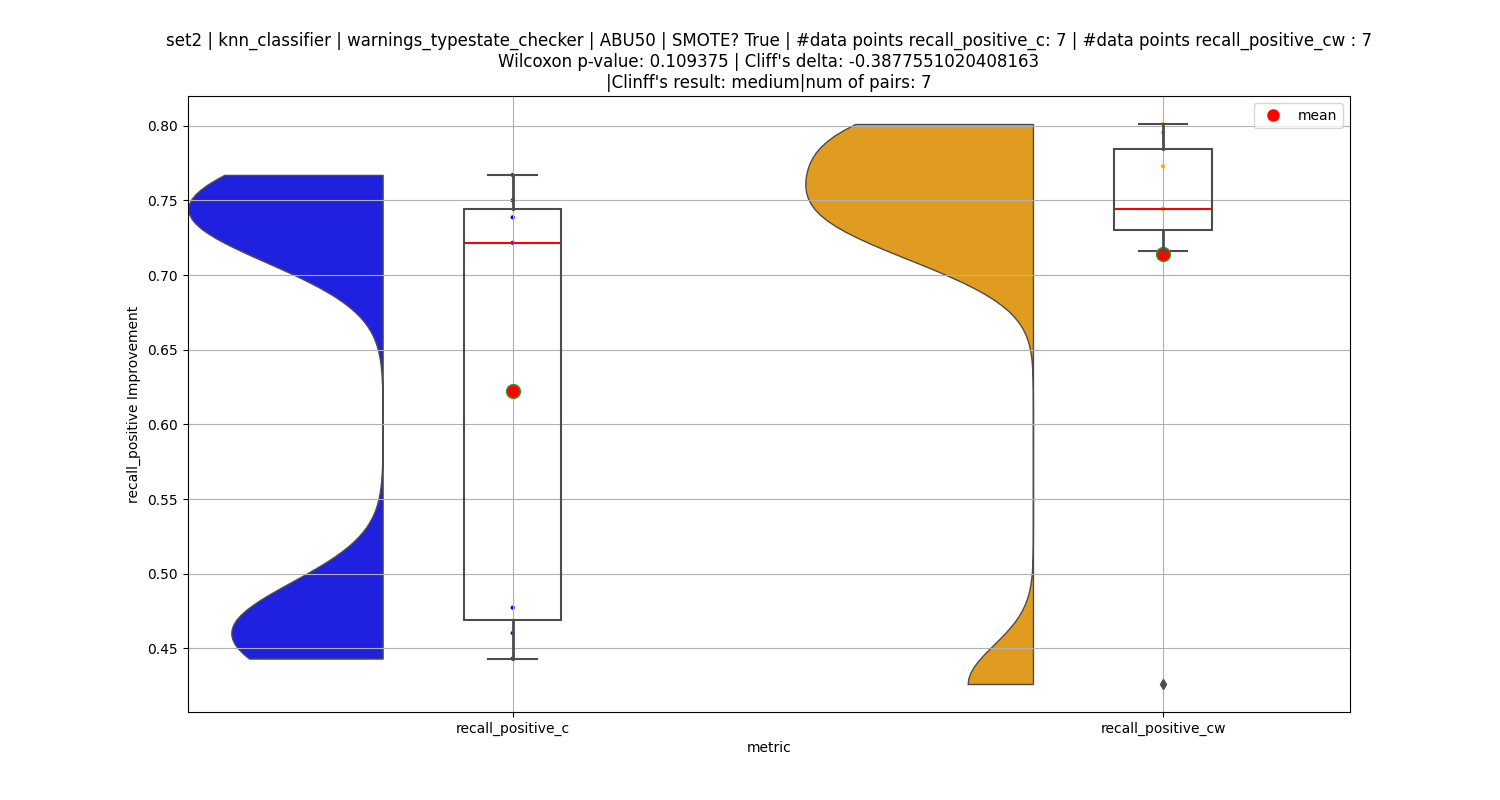 set2 | knn_classifier | warnings_typestate_checker | ABU50 | SMOTE? True | #data points recall_positive_c: 7 | #data points recall_positive_cw : 7
Wilcoxon p-value: 0.109375 | Cliff's delta: -0.3877551020408163
|Clinff's result: medium|num of pairs: 7
mean
0.80
0.75
0.70
0.65
0.60
0.55
0.50
0.45
recall_positive Improvement
recall_positive_c
recall_positive_cw
metric